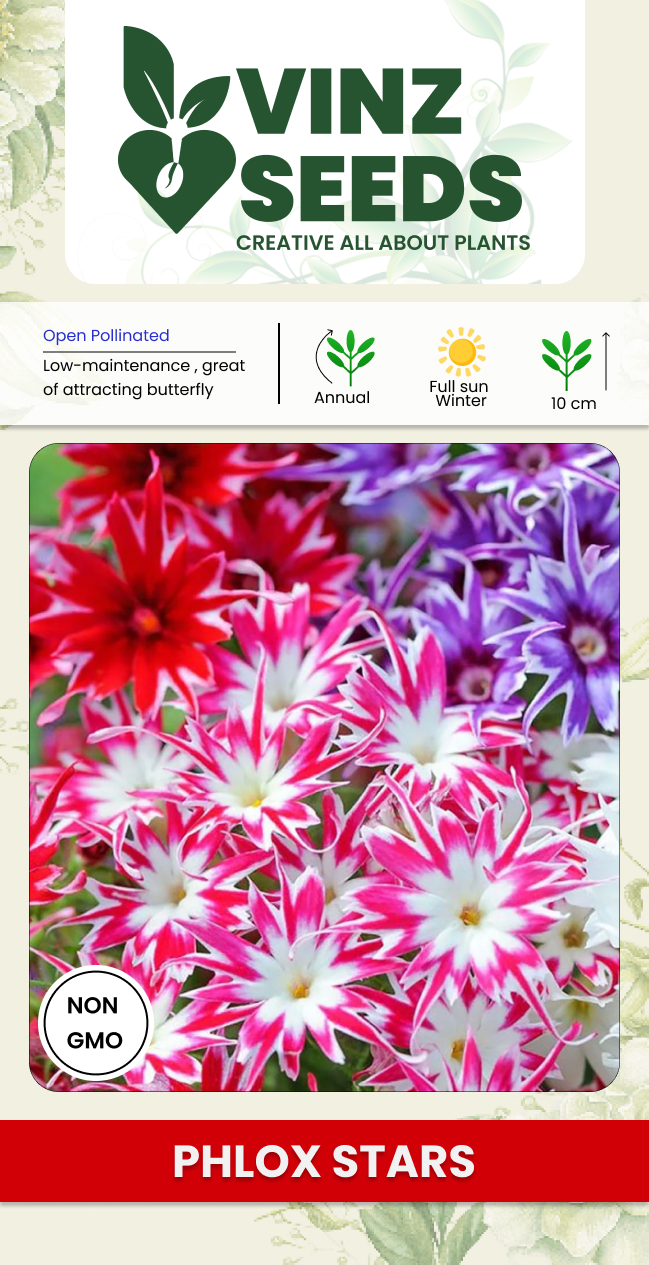 VINZ
SEEDS
CREATIVE ALL ABOUT PLANTS
Open Pollinated
Low-maintenance , great
of attracting butterfly
Annual
Full sun
Winter
10 cm
NON
GMO
PHLOX STARS